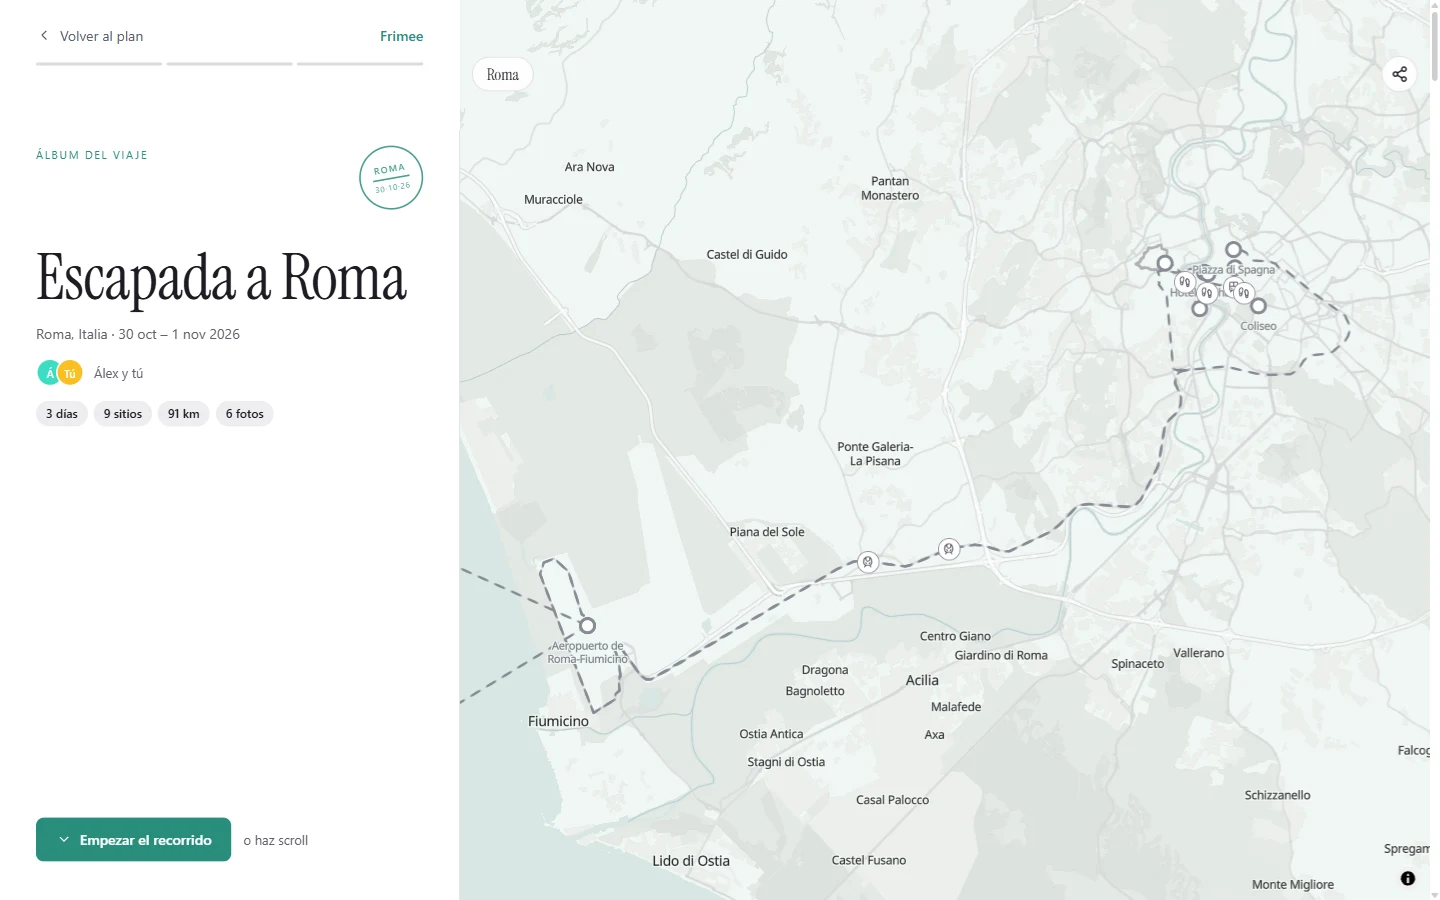 Volver al plan
Frimee
ÁLBUM DEL VIAJE
ROMA
30·10·26
Escapada a Roma
Roma, Italia · 30 oct – 1 nov 2026
Á
Tú
Álex y tú
3 días
9 sitios
91 km
6 fotos
Empezar el recorrido
o haz scroll
Roma
Ara Nova
Muracciole
Pantan
Monastero
Castel di Guido
Piazza di Spagna
Coliseo
Ponte Galeria-
La Pisana
Piana del Sole
Aeropuerto de
Roma-Fiumicino
Fiumicino
Centro Giano
Giardino di Roma
Dragona
Acilia
Bagnoletto
Malafede
Spinaceto
Vallerano
Ostia Antica
Axa
Stagni di Ostia
Casal Palocco
Lido di Ostia
Castel Fusano
Falcog
Schizzanello
Spregam
Monte Migliore